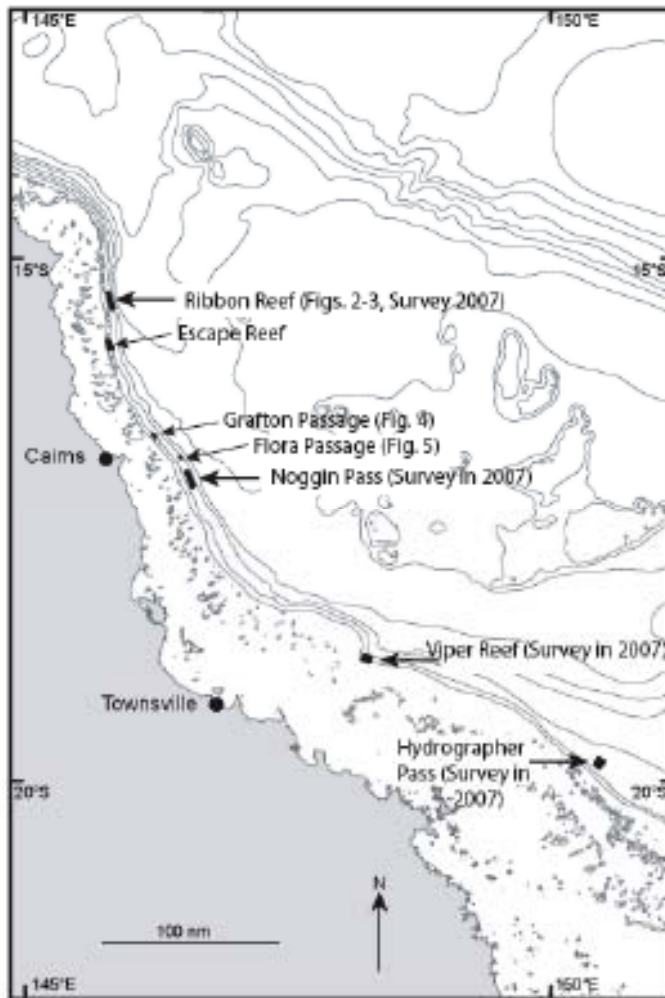 145°E
150°E
15°S
15°S
Ribbon Reef (Figs. 2-3, Survey 2007)
Escape Reef
Grafton Passage (Fig. 4)
Flora Passage (Fig. 5)
Cairns
Noggin Pass (Survey in 2007)
Viper Reef (Survey in 2007)
Townsville
Hydrographer
Pass (Survey in
2007)
20°S
20°S
N
100 nm
145°E
150°E